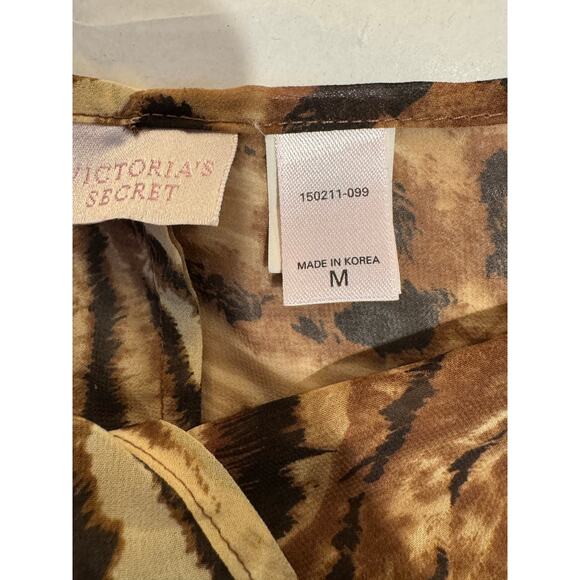 VICTORIA'S
SECRET
150211-099
MADE IN KOREA
M